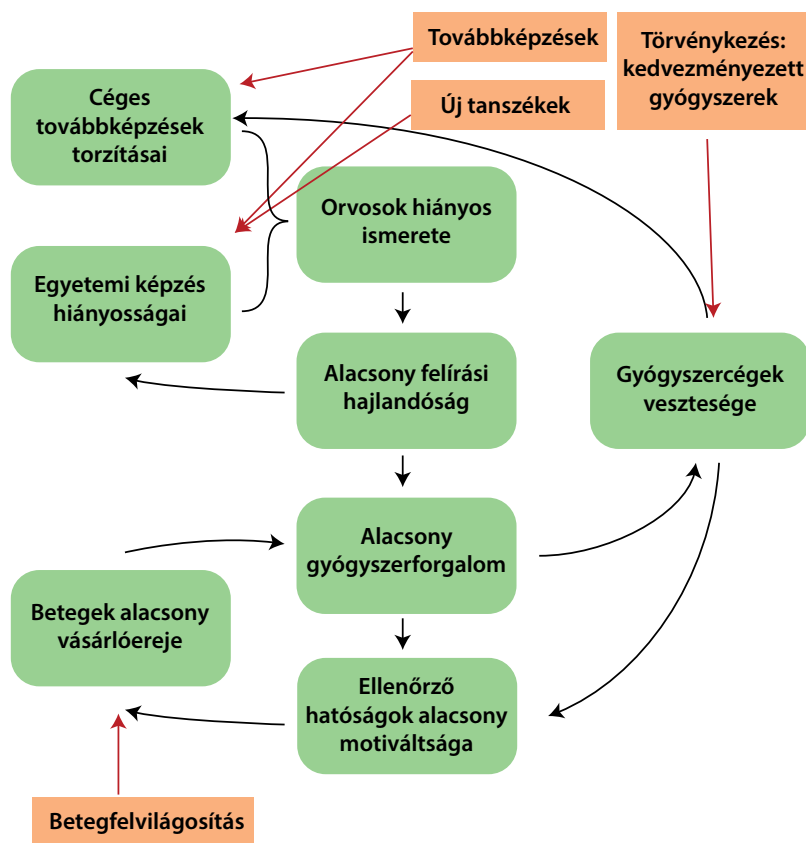 Továbbképzések
Törvénykezés:
kedvezményezett
gyógyszerek
Új tanszékek
Céges
továbbképzések
torzításai
Orvosok hiányos
ismerete
Egyetemi képzés
hiányosságai
Alacsony felírási
hajlandóság
Gyógyszercégek
vesztesége
Alacsony
gyógyszerforgalom
Betegek alacsony
vásárlóereje
Ellenőrző
hatóságok alacsony
motiváltsága
Betegfelvilágosítás